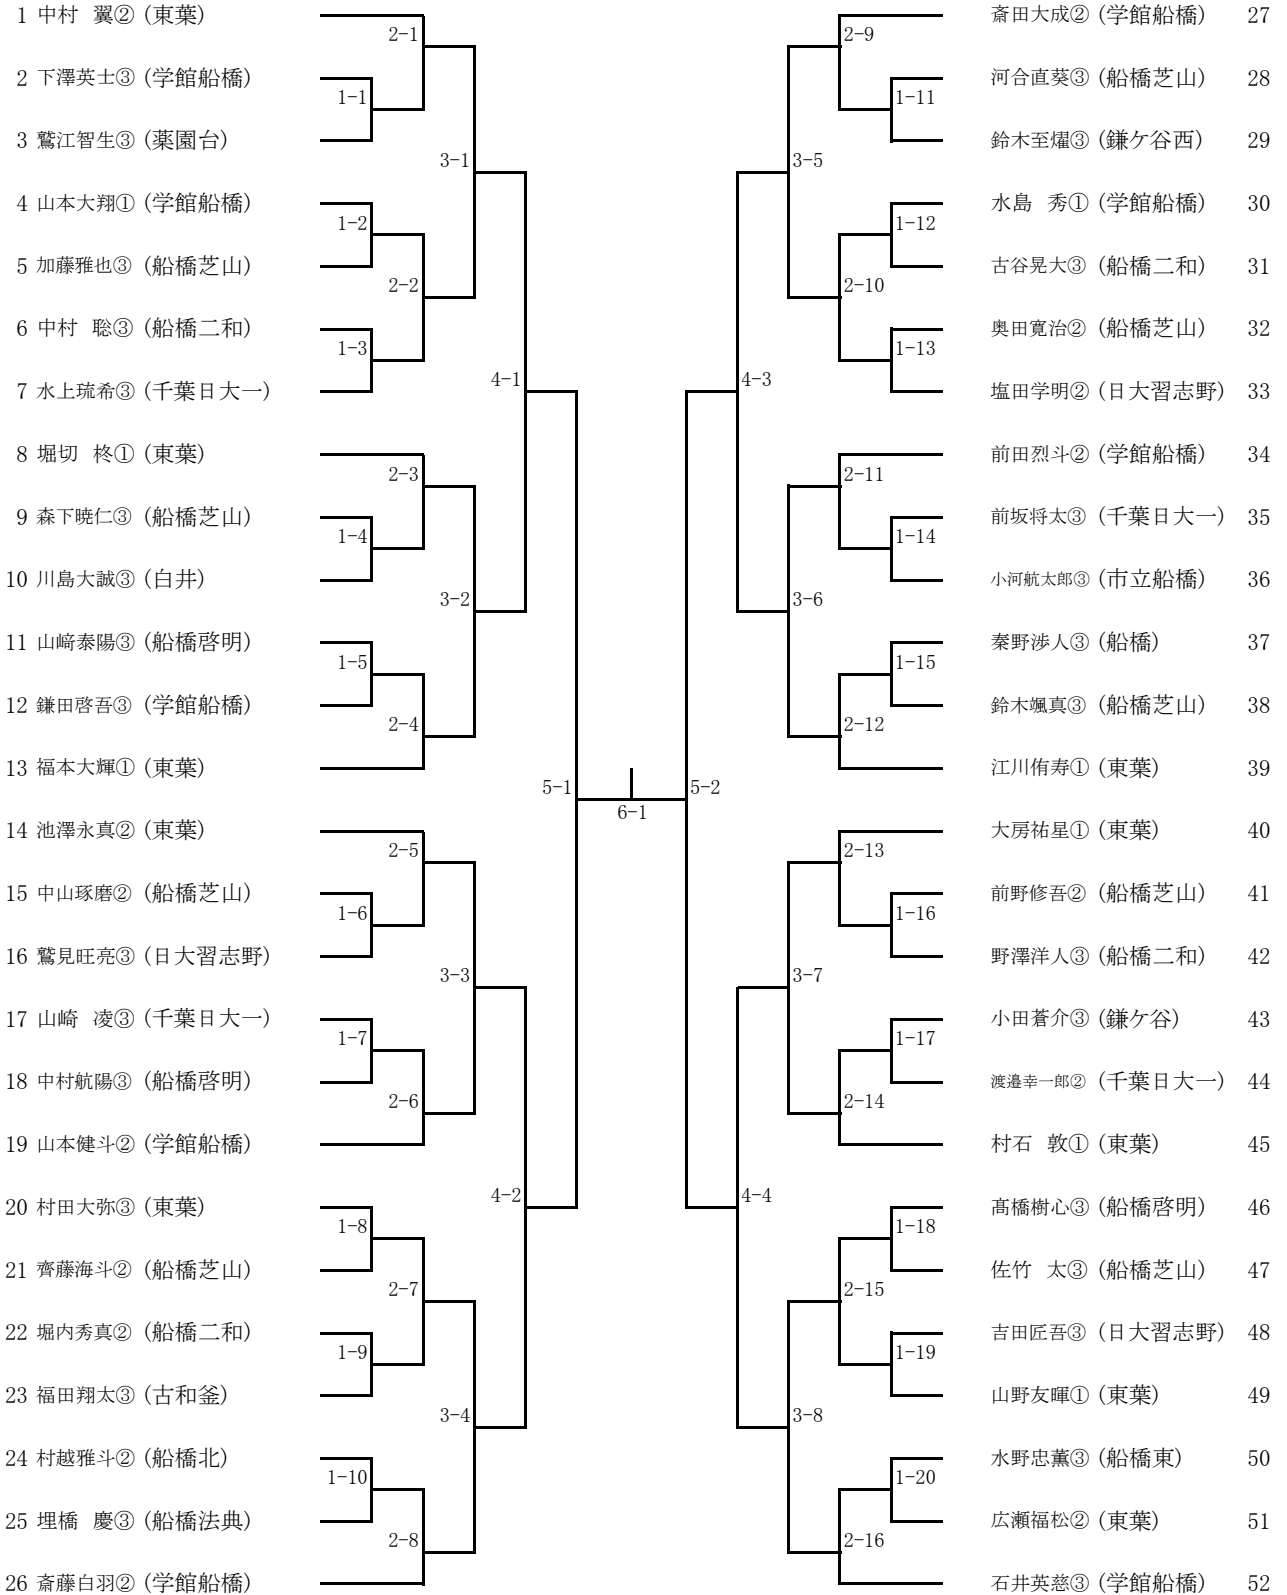 1 中村 翼② (東葉)
2-1
2 下澤英士③ (学館船橋)
1-1
3 鷲江智生③ (薬園台)
3-1
4 山本大翔① (学館船橋)
1-2
5 加藤雅也③ (船橋芝山)
2-2
6 中村 聡③ (船橋二和)
1-3
7 水上琉希③ (千葉日大一)
4-1
8 堀切 柊① (東葉)
2-3
9 森下暁仁③ (船橋芝山)
1-4
10 川島大誠③ (白井)
3-2
11 山﨑泰陽③ (船橋啓明)
1-5
12 鎌田啓吾③ (学館船橋)
2-4
13 福本大輝① (東葉)
5-1
14 池澤永真② (東葉)
2-5
15 中山琢磨② (船橋芝山)
1-6
16 鷲見旺亮③ (日大習志野)
3-3
17 山崎 凌③ (千葉日大一)
1-7
18 中村航陽③ (船橋啓明)
2-6
19 山本健斗② (学館船橋)
4-2
20 村田大弥③ (東葉)
1-8
21 齊藤海斗② (船橋芝山)
2-7
22 堀内秀真② (船橋二和)
1-9
23 福田翔太③ (古和釜)
3-4
24 村越雅斗② (船橋北)
1-10
25 埋橋 慶③ (船橋法典)
2-8
26 斎藤白羽② (学館船橋)
6-1
斎田大成② (学館船橋) 27
2-9
河合直葵③ (船橋芝山) 28
1-11
鈴木至燿③ (鎌ケ谷西) 29
3-5
水島 秀① (学館船橋) 30
1-12
古谷晃大③ (船橋二和) 31
2-10
奥田寛治② (船橋芝山) 32
1-13
塩田学明② (日大習志野) 33
4-3
前田烈斗② (学館船橋) 34
2-11
前坂将太③ (千葉日大一) 35
1-14
小河航太郎③ (市立船橋) 36
3-6
秦野渉人③ (船橋) 37
1-15
鈴木颯真③ (船橋芝山) 38
2-12
江川侑寿① (東葉) 39
5-2
大房祐星① (東葉) 40
2-13
前野修吾② (船橋芝山) 41
1-16
野澤洋人③ (船橋二和) 42
3-7
小田蒼介③ (鎌ケ谷) 43
1-17
渡邉幸一郎② (千葉日大一) 44
2-14
村石 敦① (東葉) 45
4-4
髙橋樹心③ (船橋啓明) 46
1-18
佐竹 太③ (船橋芝山) 47
2-15
吉田匠吾③ (日大習志野) 48
1-19
山野友暉① (東葉) 49
3-8
水野忠薫③ (船橋東) 50
1-20
広瀬福松② (東葉) 51
2-16
石井英慈③ (学館船橋) 52